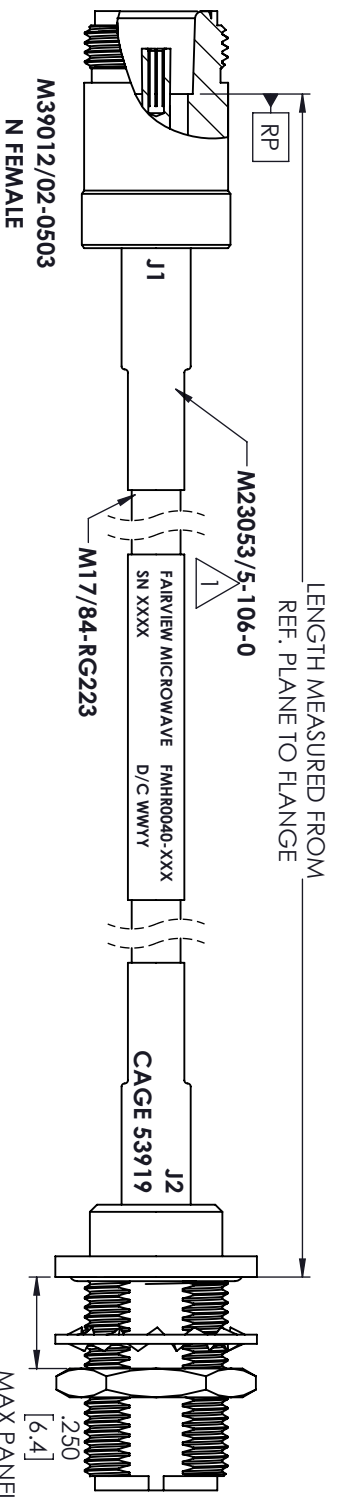 LENGTH MEASURED FROM
REF. PLANE TO FLANGE
RP
M23053/5-106-0
1
J1
M39012/02-0503
N FEMALE
M17/84-RG223
FAIRVIEW MICROWAVE FMHR0040-XXX
SN XXXX D/C WWYY
J2
CAGE 53919
.250
[6.4]
MAX PANEL